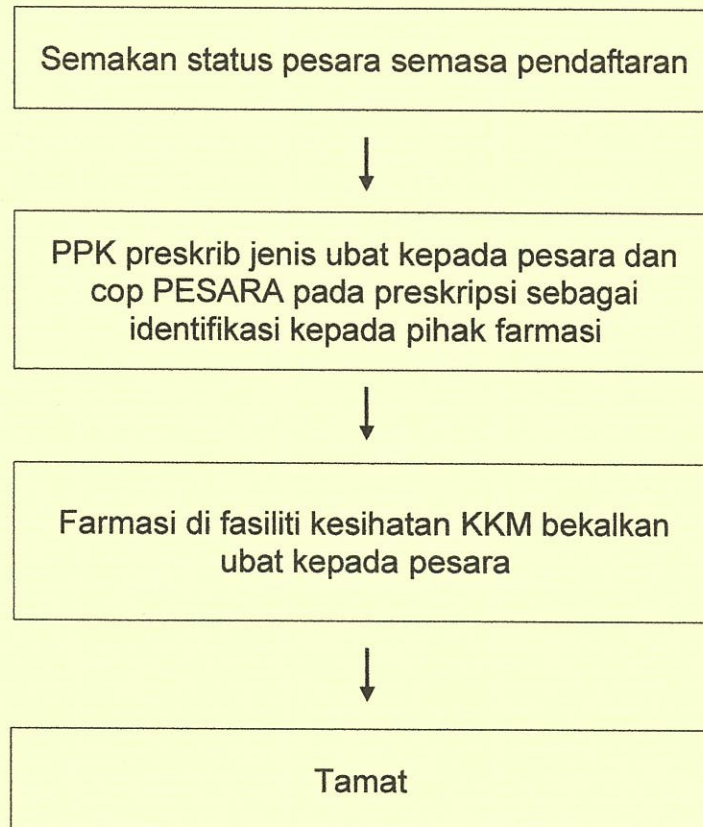 Semakan status pesara semasa pendaftaran
PPK preskrib jenis ubat kepada pesara dan
cop PESARA pada preskripsi sebagai
identifikasi kepada pihak farmasi
Farmasi di fasiliti kesihatan KKM bekalkan
ubat kepada pesara
Tamat